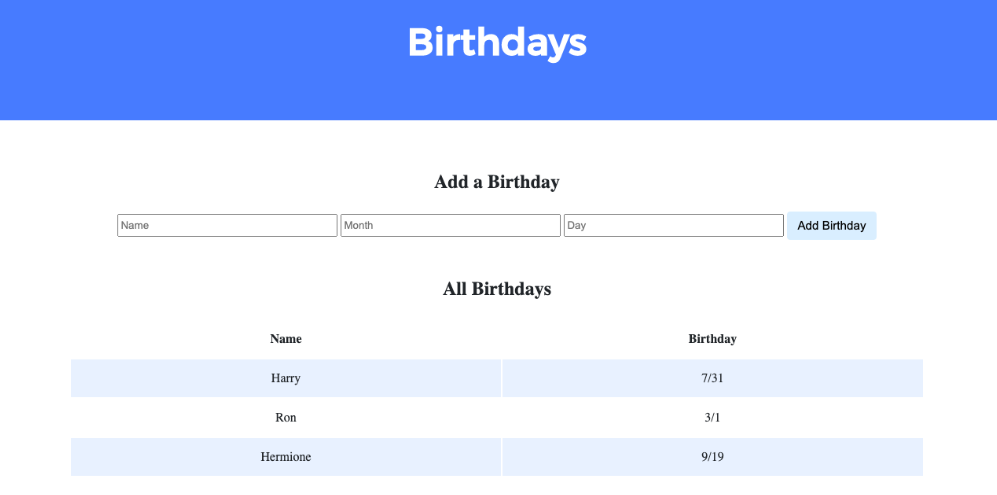 Birthdays
Add a Birthday
Name Month Day Add Birthday
All Birthdays
Name Birthday
Harry 7/31
Ron 3/1
Hermione 9/19